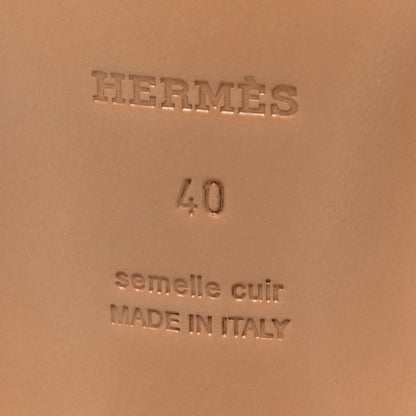 HERMÈS
40
semelle cuir
MADE IN ITALY